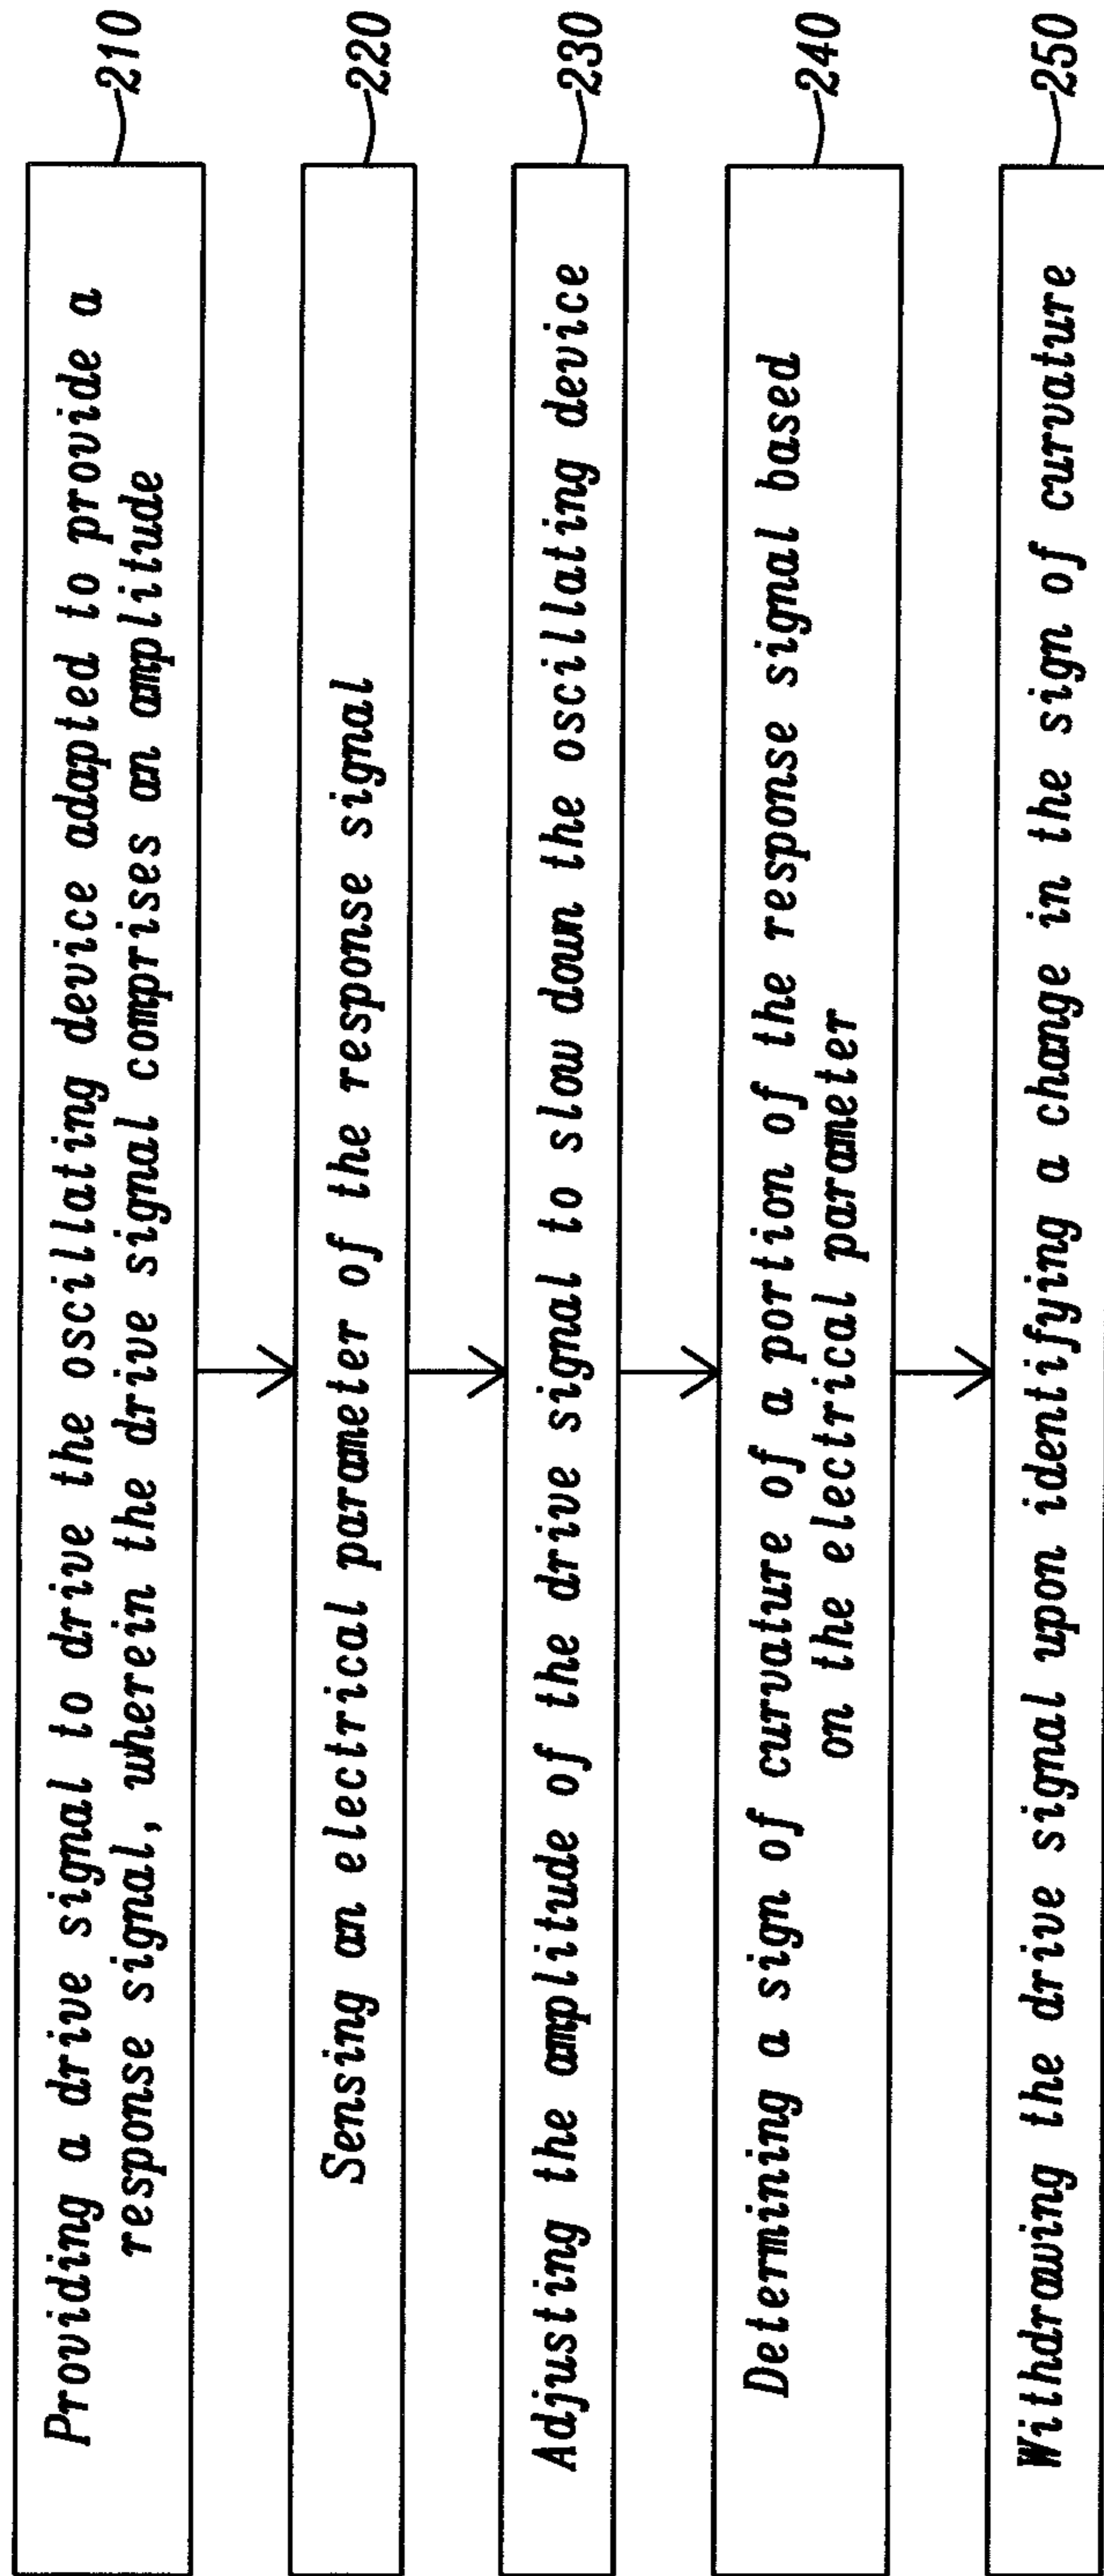 Providing a drive signal to drive the oscillating device adapted to provide a
response signal, wherein the drive signal comprises an amplitude
210
Sensing an electrical parameter of the response signal
220
Adjusting the amplitude of the drive signal to slow down the oscillating device
230
Determining a sign of curvature of a portion of the response signal based
on the electrical parameter
240
Withdrawing the drive signal upon identifying a change in the sign of curvature
250